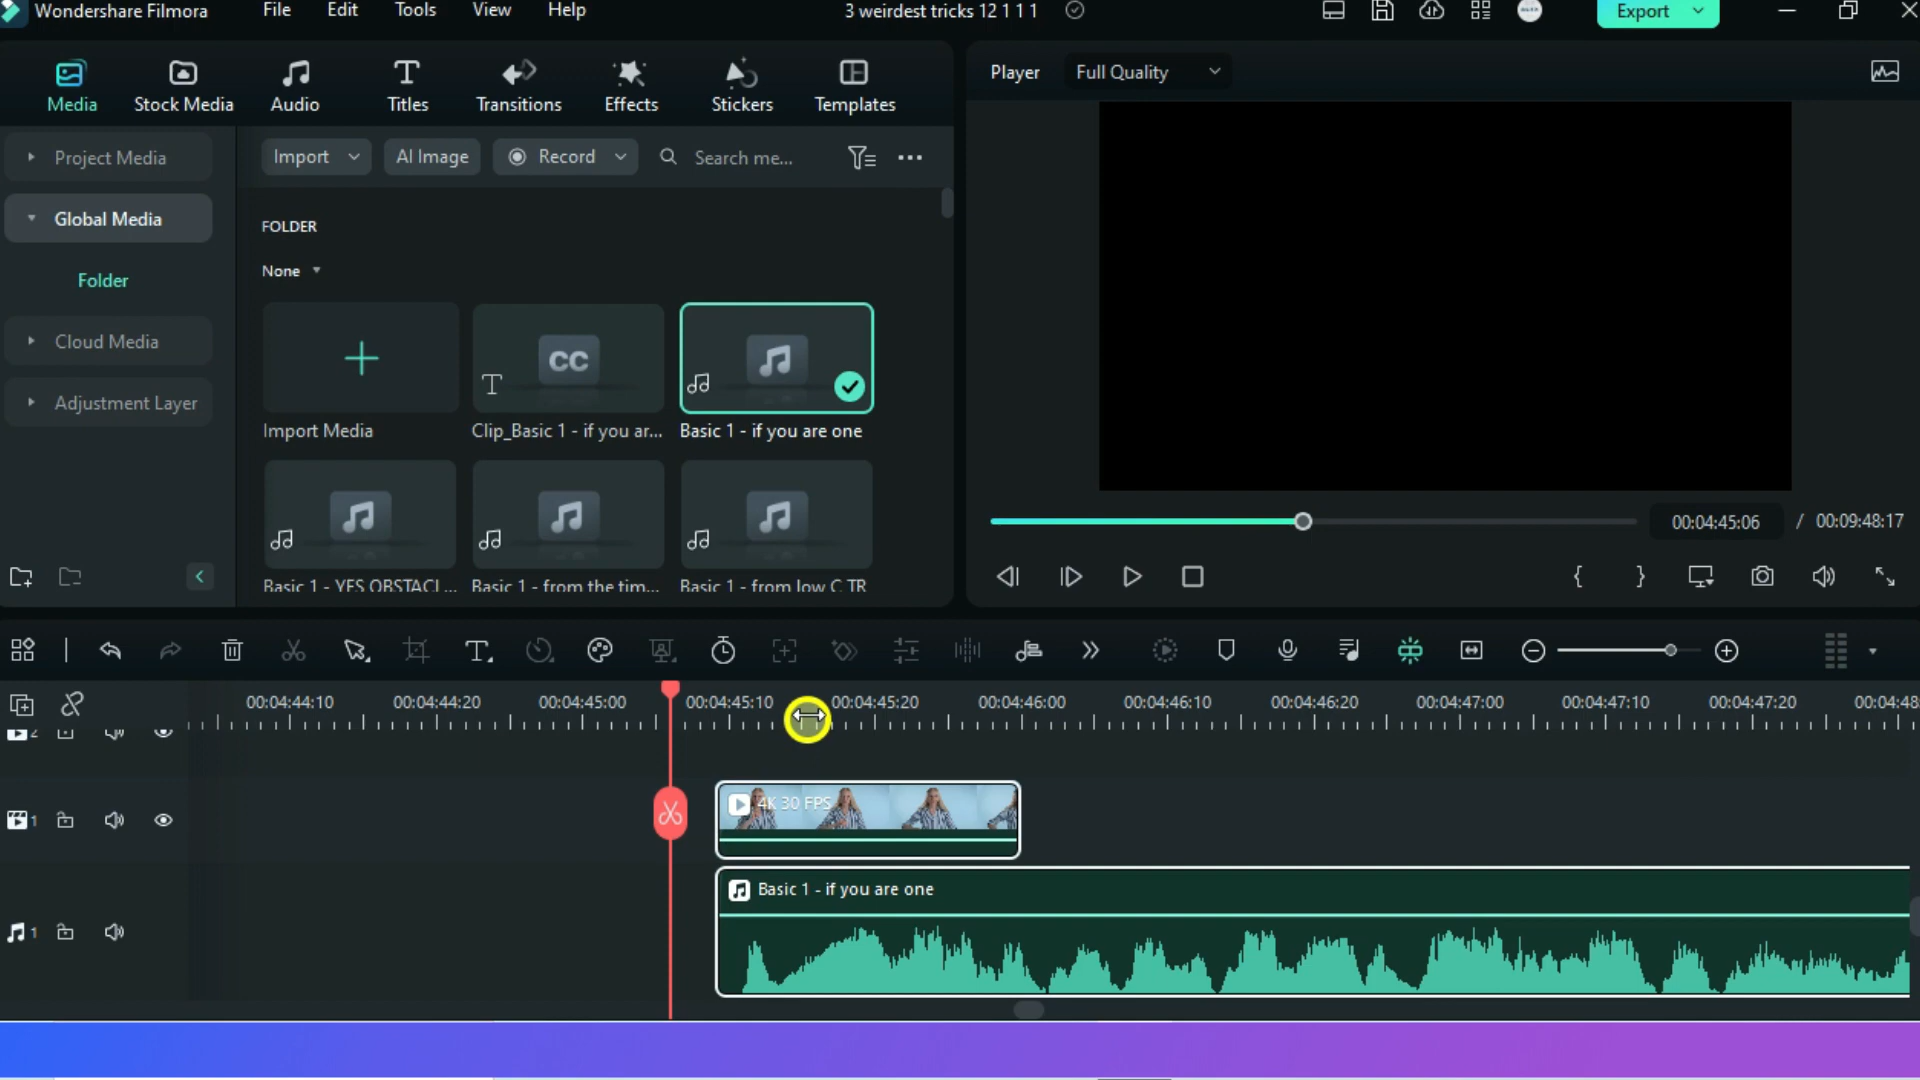 Wondershare Filmora
File
Edit
Tools
View
Help
3 weirdest tricks 12 1 1 1
Export
Media
Stock Media
Audio
Titles
Transitions
Effects
Stickers
Templates
Player
Full Quality
Project Media
Global Media
Folder
Cloud Media
Adjustment Layer
Import
AI Image
Record
Search me...
FOLDER
None
Import Media
CC
T
Clip_Basic 1 - if you ar...
Basic 1 - if you are one
Basic 1 - YES OBSTACL...
Basic 1 - from the tim...
Basic 1 - from low C TR
00:04:45:06 / 00:09:48:17
00:04:44:10
00:04:44:20
00:04:45:00
00:04:45:10
00:04:45:20
00:04:46:00
00:04:46:10
00:04:46:20
00:04:47:00
00:04:47:10
00:04:47:20
00:04:48
2
1
4K 30 FPS
1
Basic 1 - if you are one